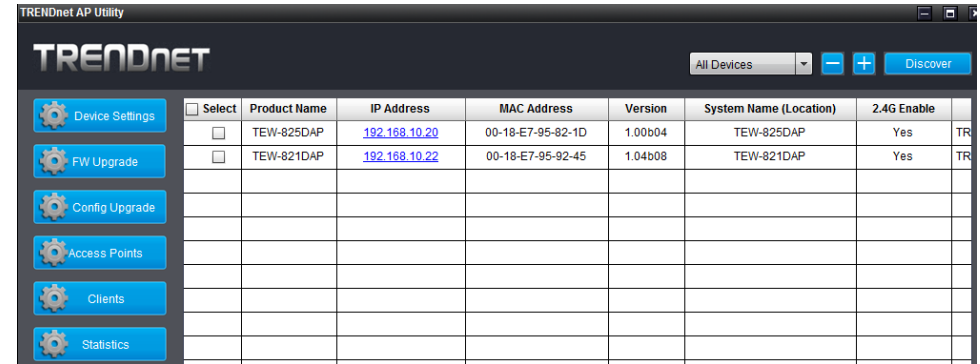 TRENDnet AP Utility
TRENDnet
All Devices
Discover
Device Settings
FW Upgrade
Config Upgrade
Access Points
Clients
Statistics
Select Product Name IP Address MAC Address Version System Name (Location) 2.4G Enable
TEW-825DAP 192.168.10.20 00-18-E7-95-82-1D 1.00b04 TEW-825DAP Yes TR
TEW-821DAP 192.168.10.22 00-18-E7-95-92-45 1.04b08 TEW-821DAP Yes TR